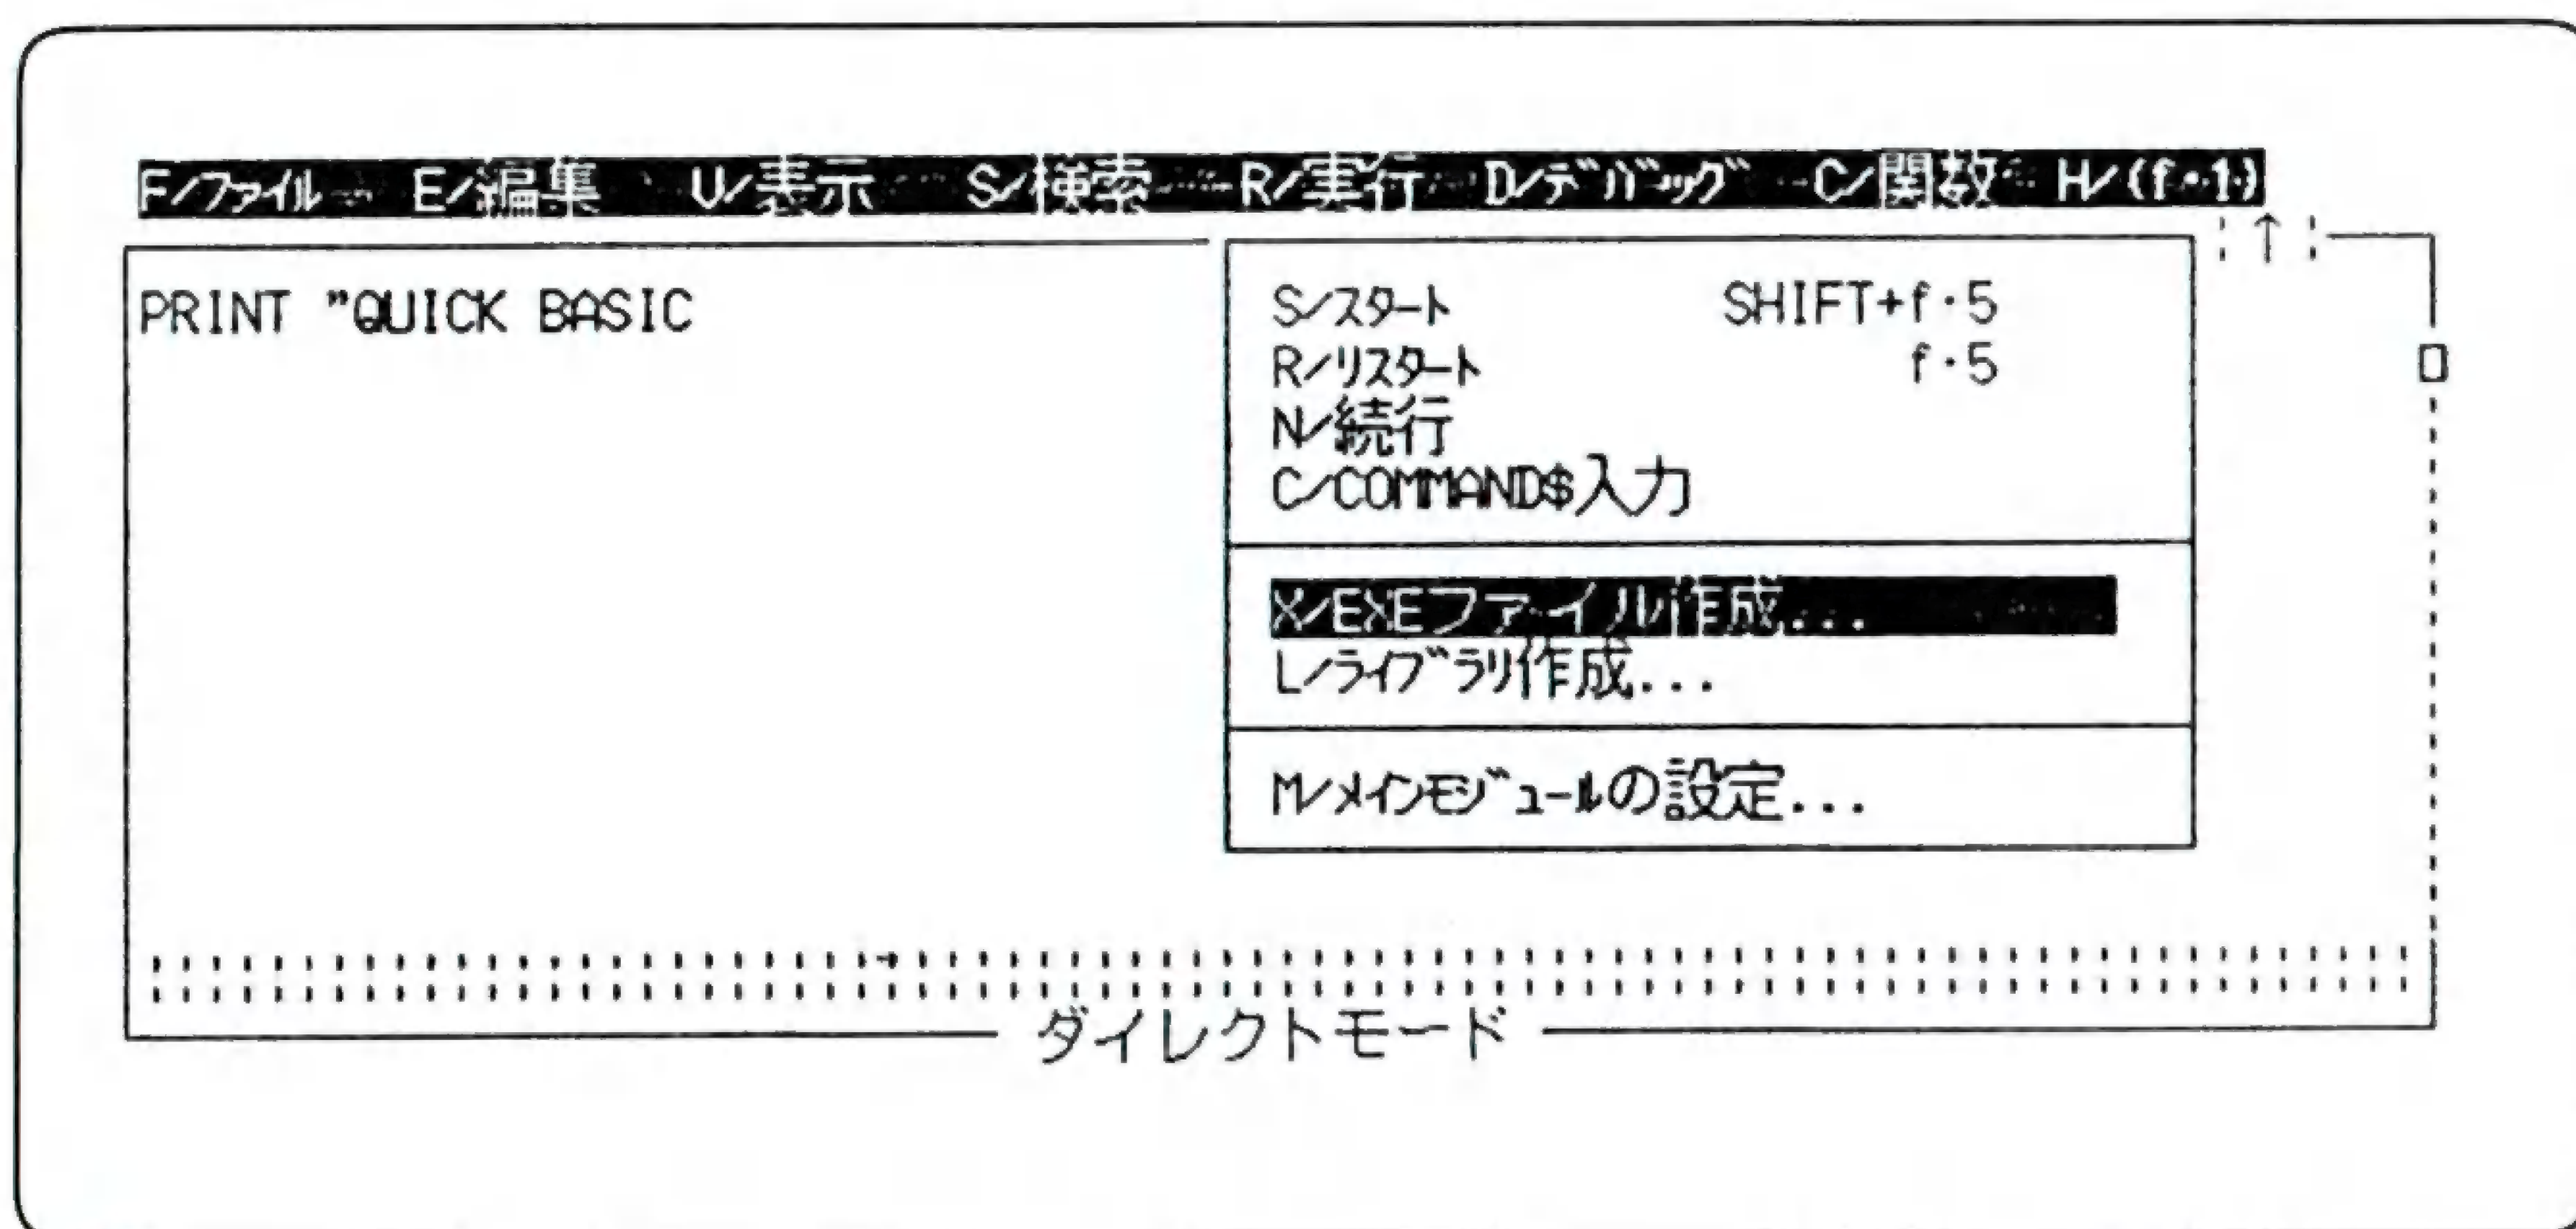 F/ファイル E/編集 V/表示 S/検索 R/実行 D/デバッグ C/関数 H/(f・1)
↑
PRINT "QUICK BASIC
S/スタート SHIFT+f・5
R/リスタート f・5
N/続行
C/COMMAND$入力
X/EXEファイル作成...
L/ライブラリ作成...
M/メインモジュールの設定...
ダイレクトモード